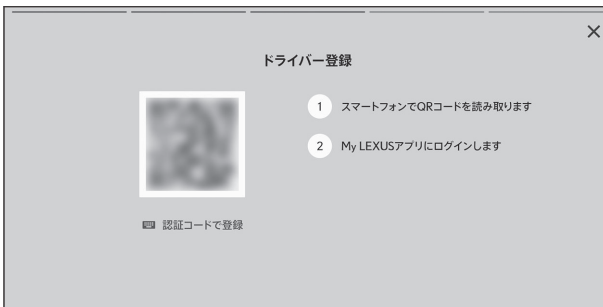 ドライバー登録
1 スマートフォンでQRコードを読み取ります
2 My LEXUSアプリにログインします
認証コードで登録